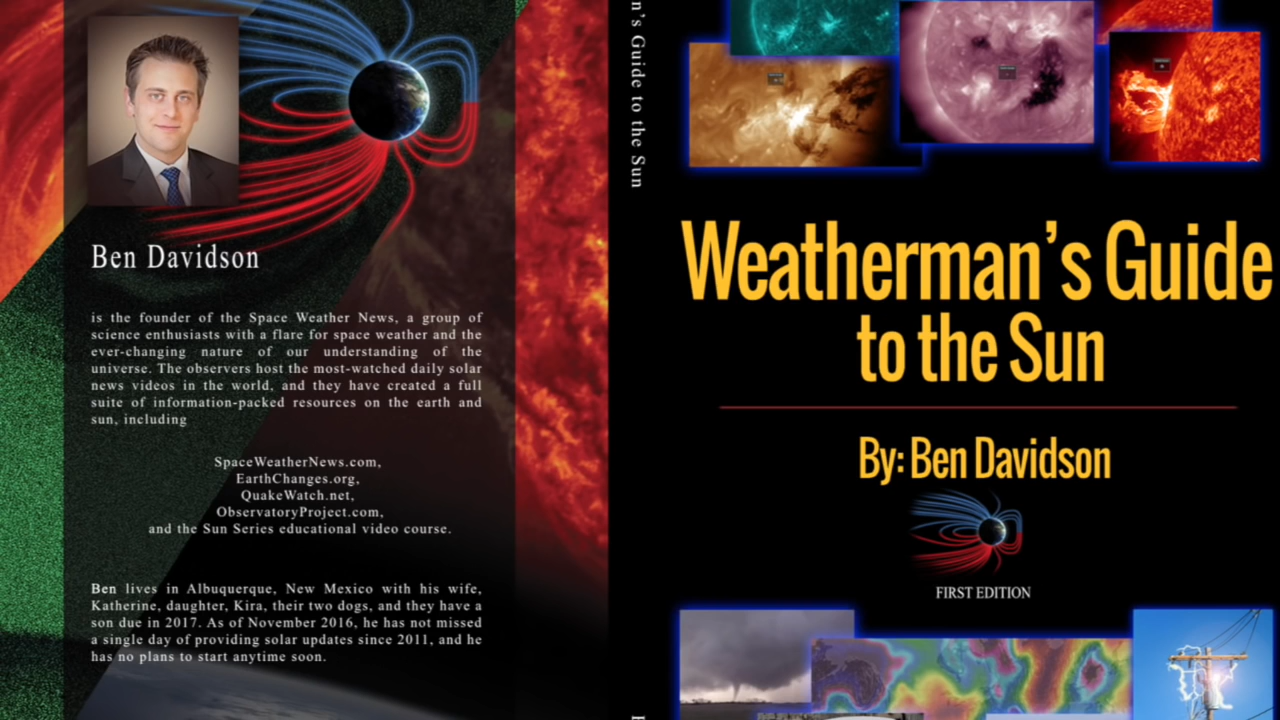 Ben Davidson
is the founder of the Space Weather News, a group of
science enthusiasts with a flare for space weather and the
ever-changing nature of our understanding of the
universe. The observers host the most-watched daily solar
news videos in the world, and they have created a full
suite of information-packed resources on the earth and
sun, including
SpaceWeatherNews.com,
EarthChanges.org,
QuakeWatch.net,
ObservatoryProject.com,
and the Sun Series educational video course.
Ben lives in Albuquerque, New Mexico with his wife,
Katherine, daughter, Kira, their two dogs, and they have a
son due in 2017. As of November 2016, he has not missed
a single day of providing solar updates since 2011, and he
has no plans to start anytime soon.
n's Guide to the Sun
Weatherman's Guide
to the Sun
By: Ben Davidson
FIRST EDITION